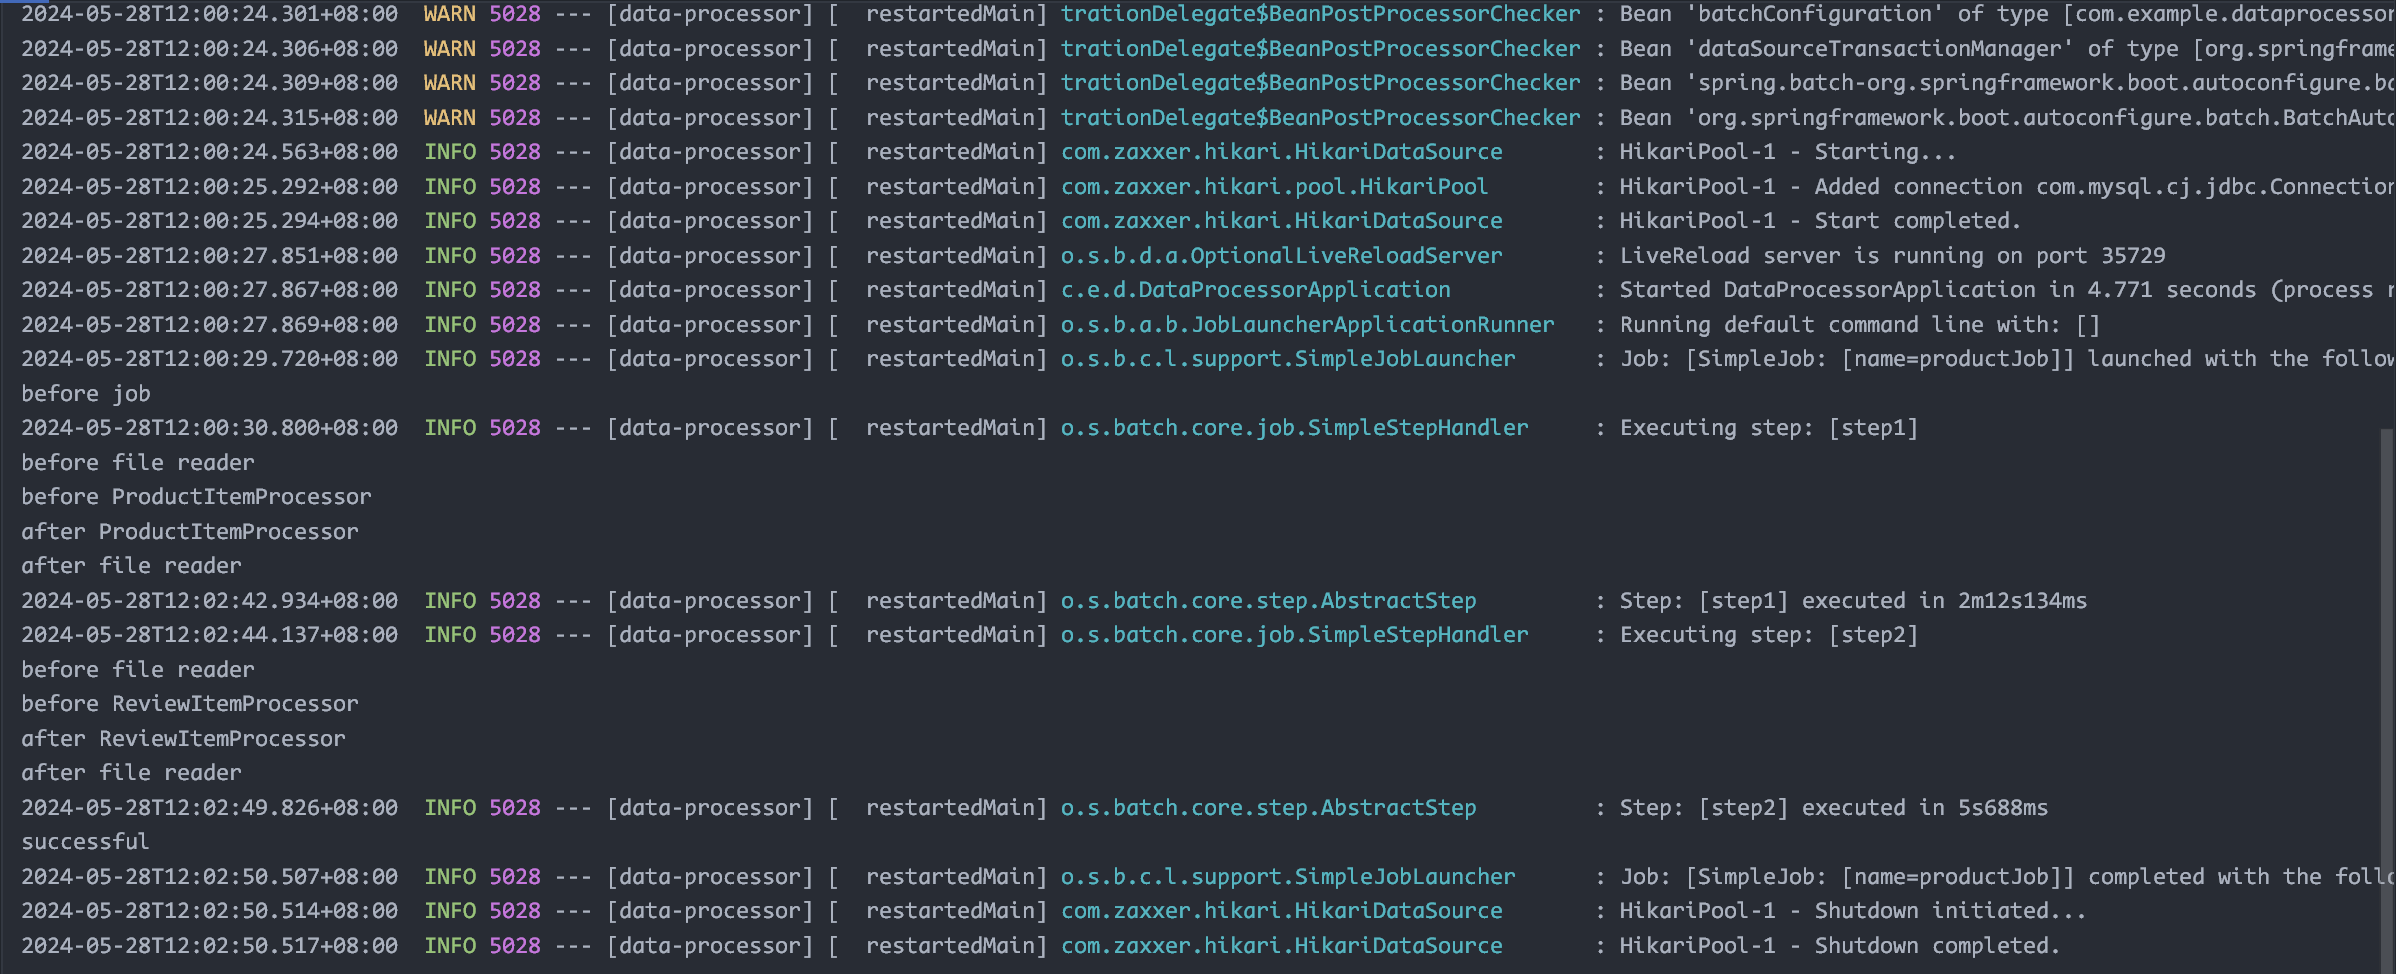 2024-05-28T12:00:24.301+08:00  WARN 5028 --- [data-processor] [  restartedMain] trationDelegate$BeanPostProcessorChecker : Bean 'batchConfiguration' of type [com.example.dataprocessor
2024-05-28T12:00:24.306+08:00  WARN 5028 --- [data-processor] [  restartedMain] trationDelegate$BeanPostProcessorChecker : Bean 'dataSourceTransactionManager' of type [org.springframe
2024-05-28T12:00:24.309+08:00  WARN 5028 --- [data-processor] [  restartedMain] trationDelegate$BeanPostProcessorChecker : Bean 'spring.batch-org.springframework.boot.autoconfigure.ba
2024-05-28T12:00:24.315+08:00  WARN 5028 --- [data-processor] [  restartedMain] trationDelegate$BeanPostProcessorChecker : Bean 'org.springframework.boot.autoconfigure.batch.BatchAuto
2024-05-28T12:00:24.563+08:00  INFO 5028 --- [data-processor] [  restartedMain] com.zaxxer.hikari.HikariDataSource       : HikariPool-1 - Starting...
2024-05-28T12:00:25.292+08:00  INFO 5028 --- [data-processor] [  restartedMain] com.zaxxer.hikari.pool.HikariPool        : HikariPool-1 - Added connection com.mysql.cj.jdbc.Connection
2024-05-28T12:00:25.294+08:00  INFO 5028 --- [data-processor] [  restartedMain] com.zaxxer.hikari.HikariDataSource       : HikariPool-1 - Start completed.
2024-05-28T12:00:27.851+08:00  INFO 5028 --- [data-processor] [  restartedMain] o.s.b.d.a.OptionalLiveReloadServer       : LiveReload server is running on port 35729
2024-05-28T12:00:27.867+08:00  INFO 5028 --- [data-processor] [  restartedMain] c.e.d.DataProcessorApplication           : Started DataProcessorApplication in 4.771 seconds (process r
2024-05-28T12:00:27.869+08:00  INFO 5028 --- [data-processor] [  restartedMain] o.s.b.a.b.JobLauncherApplicationRunner   : Running default command line with: []
2024-05-28T12:00:29.720+08:00  INFO 5028 --- [data-processor] [  restartedMain] o.s.b.c.l.support.SimpleJobLauncher      : Job: [SimpleJob: [name=productJob]] launched with the follow
before job
2024-05-28T12:00:30.800+08:00  INFO 5028 --- [data-processor] [  restartedMain] o.s.batch.core.job.SimpleStepHandler     : Executing step: [step1]
before file reader
before ProductItemProcessor
after ProductItemProcessor
after file reader
2024-05-28T12:02:42.934+08:00  INFO 5028 --- [data-processor] [  restartedMain] o.s.batch.core.step.AbstractStep         : Step: [step1] executed in 2m12s134ms
2024-05-28T12:02:44.137+08:00  INFO 5028 --- [data-processor] [  restartedMain] o.s.batch.core.job.SimpleStepHandler     : Executing step: [step2]
before file reader
before ReviewItemProcessor
after ReviewItemProcessor
after file reader
2024-05-28T12:02:49.826+08:00  INFO 5028 --- [data-processor] [  restartedMain] o.s.batch.core.step.AbstractStep         : Step: [step2] executed in 5s688ms
successful
2024-05-28T12:02:50.507+08:00  INFO 5028 --- [data-processor] [  restartedMain] o.s.b.c.l.support.SimpleJobLauncher      : Job: [SimpleJob: [name=productJob]] completed with the follo
2024-05-28T12:02:50.514+08:00  INFO 5028 --- [data-processor] [  restartedMain] com.zaxxer.hikari.HikariDataSource       : HikariPool-1 - Shutdown initiated...
2024-05-28T12:02:50.517+08:00  INFO 5028 --- [data-processor] [  restartedMain] com.zaxxer.hikari.HikariDataSource       : HikariPool-1 - Shutdown completed.